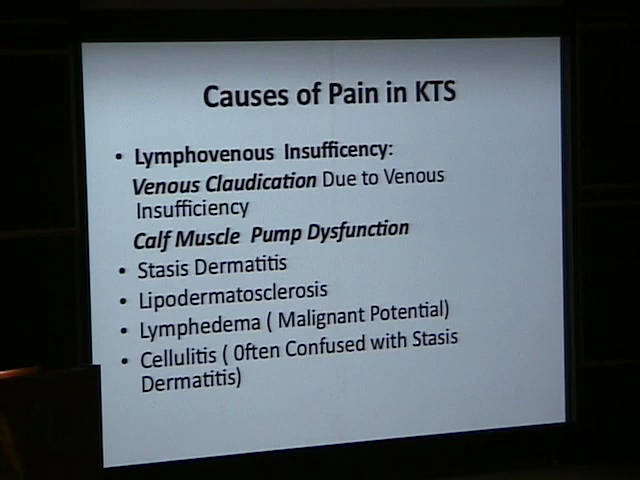 Causes of Pain in KTS
• Lymphovenous Insufficency:
Venous Claudication Due to Venous
Insufficiency
Calf Muscle Pump Dysfunction
• Stasis Dermatitis
• Lipodermatosclerosis
• Lymphedema ( Malignant Potential)
• Cellulitis ( Often Confused with Stasis
Dermatitis)